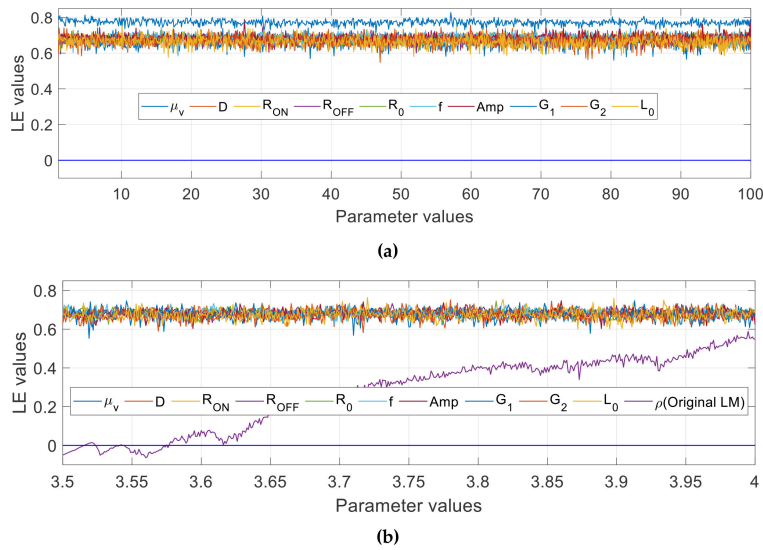 0.8
0.6
0.4
0.2
0
LE values
μv D RON ROFF R0 f Amp G1 G2 L0
10 20 30 40 50 60 70 80 90 100
Parameter values
(a)
0.8
0.6
0.4
0.2
0
LE values
μv D RON ROFF R0 f Amp G1 G2 L0 ρ(Original LM)
3.5 3.55 3.6 3.65 3.7 3.75 3.8 3.85 3.9 3.95 4
Parameter values
(b)